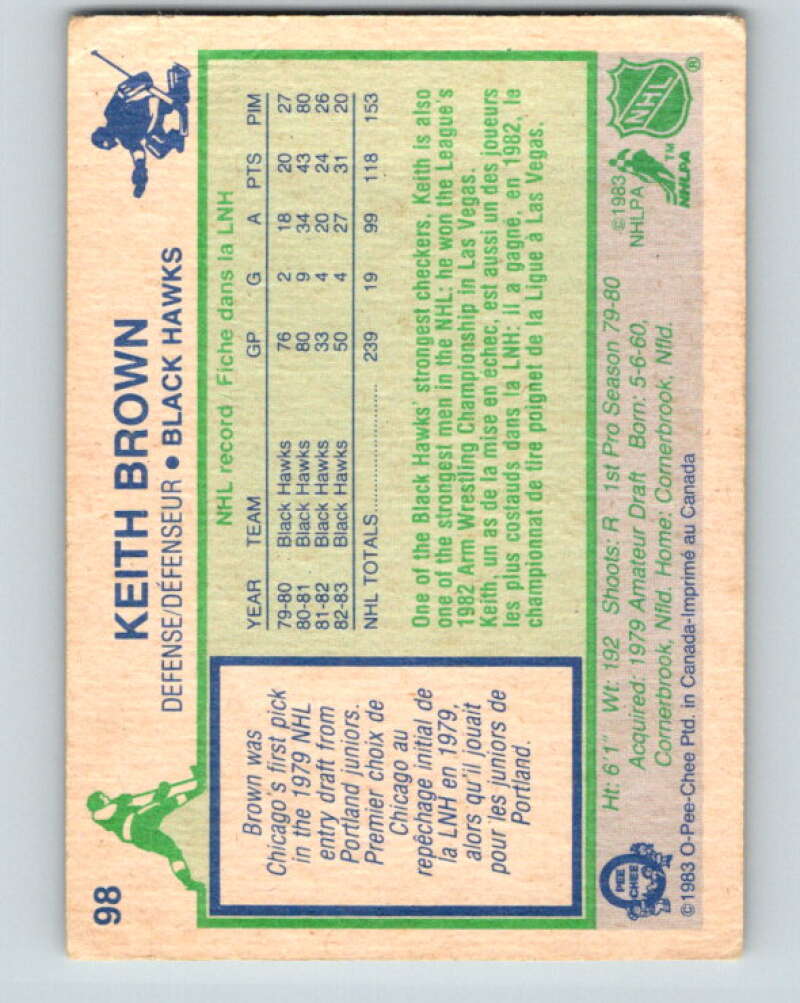 98
KEITH BROWN
DEFENSE/DÉFENSEUR • BLACK HAWKS
Brown was
Chicago's first pick
in the 1979 NHL
entry draft from
Portland juniors.
Premier choix de
Chicago au
repêchage initial de
la LNH en 1979,
alors qu'il jouait
pour les juniors de
Portland.
NHL record / Fiche dans la LNH
YEAR TEAM GP G A PTS PIM
79-80 Black Hawks 76 2 18 20 27
80-81 Black Hawks 80 9 34 43 80
81-82 Black Hawks 33 4 20 24 26
82-83 Black Hawks 50 4 27 31 20
NHL TOTALS.................... 239 19 99 118 153
One of the Black Hawks' strongest checkers, Keith is also
one of the strongest men in the NHL: he won the League's
1982 Arm Wrestling Championship in Las Vegas.
Keith, un as de la mise en échec, est aussi un des joueurs
les plus costauds dans la LNH: il a gagné, en 1982, le
championnat de tire poignet de la Ligue à Las Vegas.
Ht: 6'1" Wt: 192 Shoots: R - 1st Pro Season 79-80
Acquired: 1979 Amateur Draft Born: 5-6-60,
Cornerbrook, Nfld. Home: Cornerbrook, Nfld.
PEE
CHEE
©1983 O-Pee-Chee Ptd. in Canada-Imprimé au Canada
©1983
NHLPA
NHL
®
TM
NHLPA